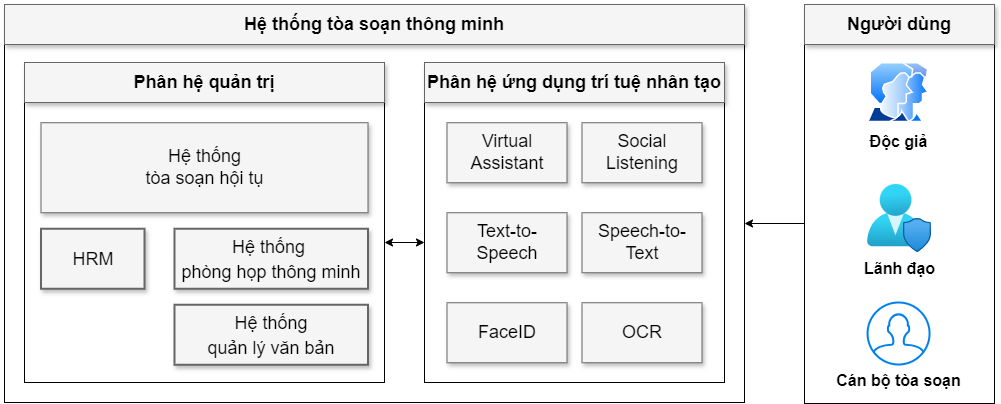 Hệ thống tòa soạn thông minh
Phân hệ quản trị
Hệ thống
tòa soạn hội tụ
HRM
Hệ thống
phòng họp thông minh
Hệ thống
quản lý văn bản
Phân hệ ứng dụng trí tuệ nhân tạo
Virtual
Assistant
Social
Listening
Text-to-
Speech
Speech-to-
Text
FaceID
OCR
Người dùng
Độc giả
Lãnh đạo
Cán bộ tòa soạn